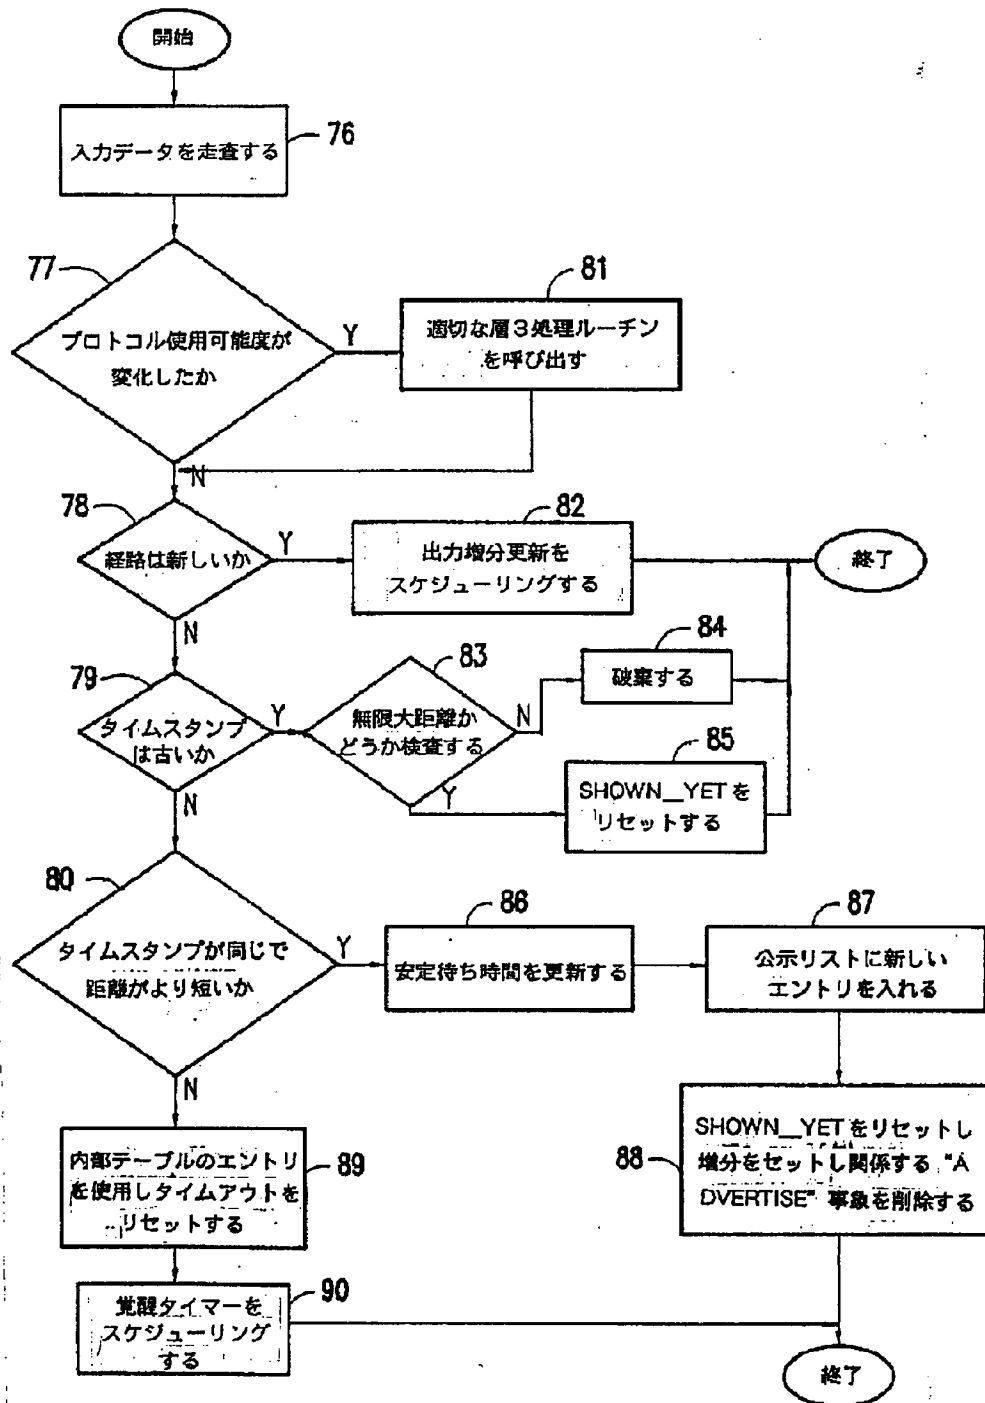 開始
入力データを走査する
76
77
プロトコル使用可能度が
変化したか
Y
81
適切な層3処理ルーチン
を呼び出す
N
78
経路は新しいか
Y
82
出力増分更新を
スケジューリングする
終了
N
79
タイムスタンプ
は古いか
Y
83
無限大距離か
どうか検査する
N
84
破棄する
Y
85
SHOWN__YETを
リセットする
N
80
タイムスタンプが同じで
距離がより短いか
Y
86
安定待ち時間を更新する
87
公示リストに新しい
エントリを入れる
N
88
SHOWN__YETをリセットし
増分をセットし関係する "A
DVERTISE" 事象を削除する
89
内部テーブルのエントリ
を使用しタイムアウトを
リセットする
90
覚醒タイマーを
スケジューリング
する
終了